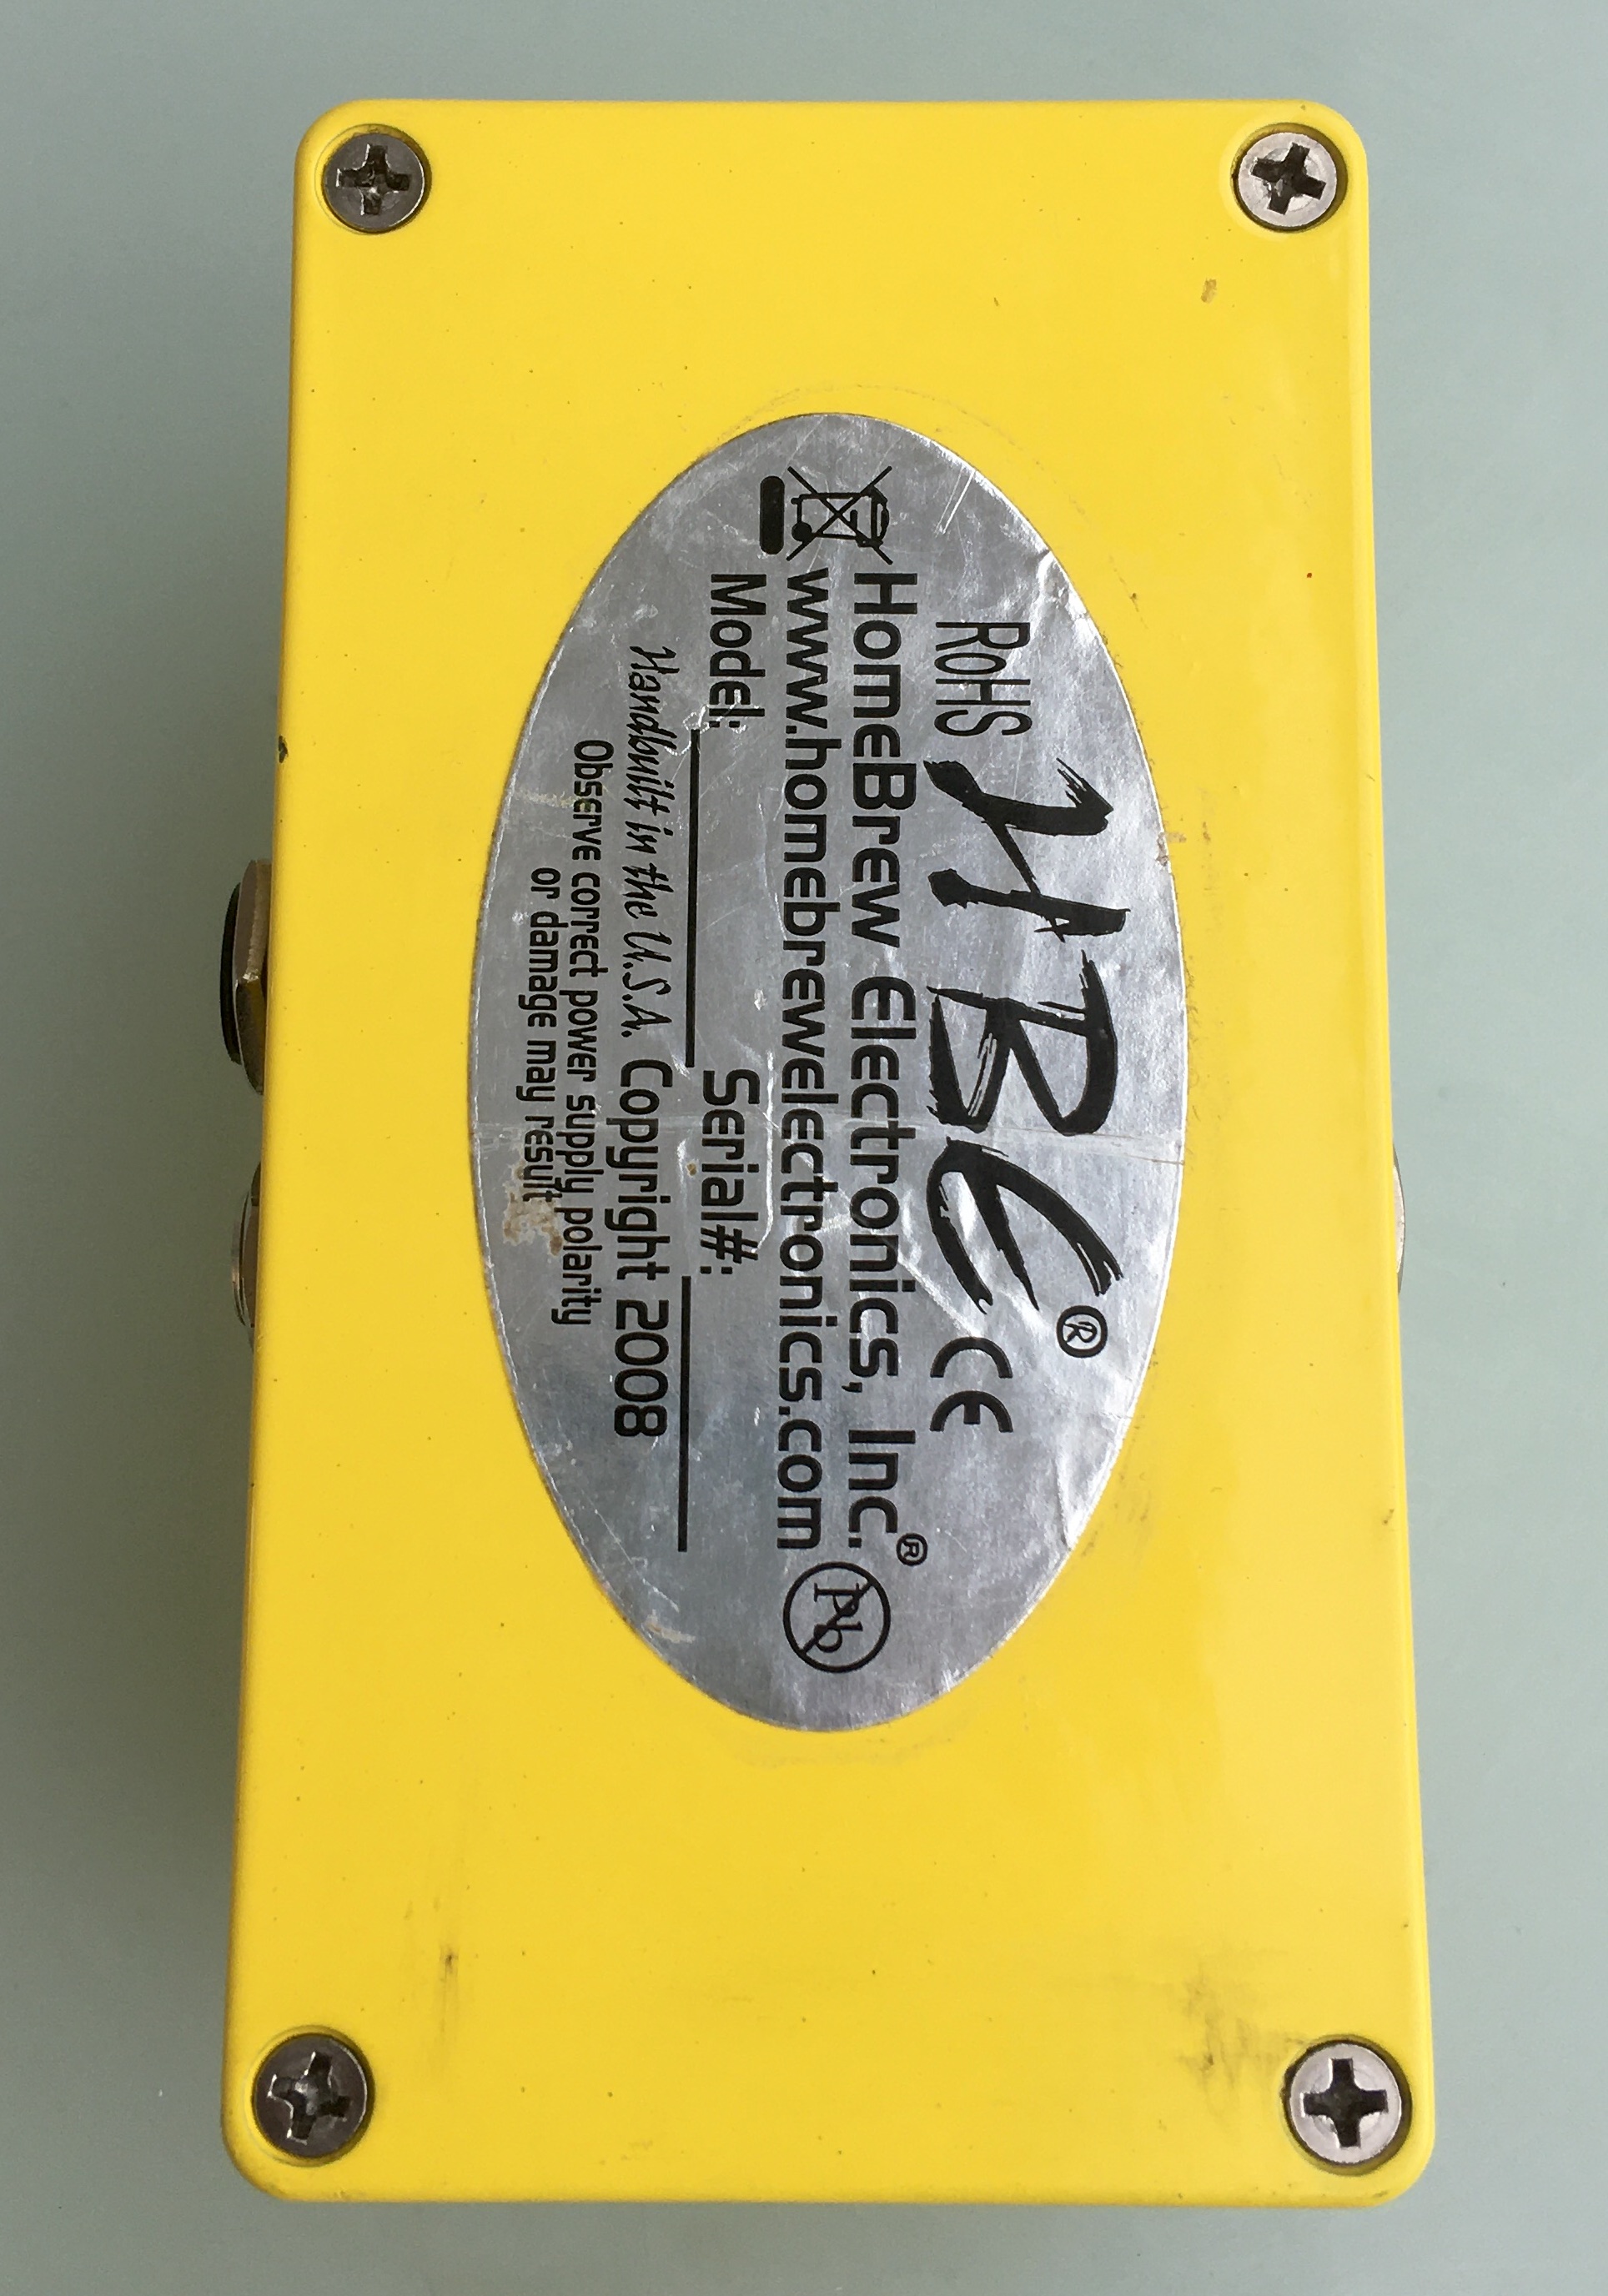 RoHS HBE® CE
HomeBrew Electronics, Inc.®
www.homebrewelectronics.com
Pb
Model: Serial#:
Handbuilt in the U.S.A. Copyright 2008
Observe correct power supply polarity
or damage may result